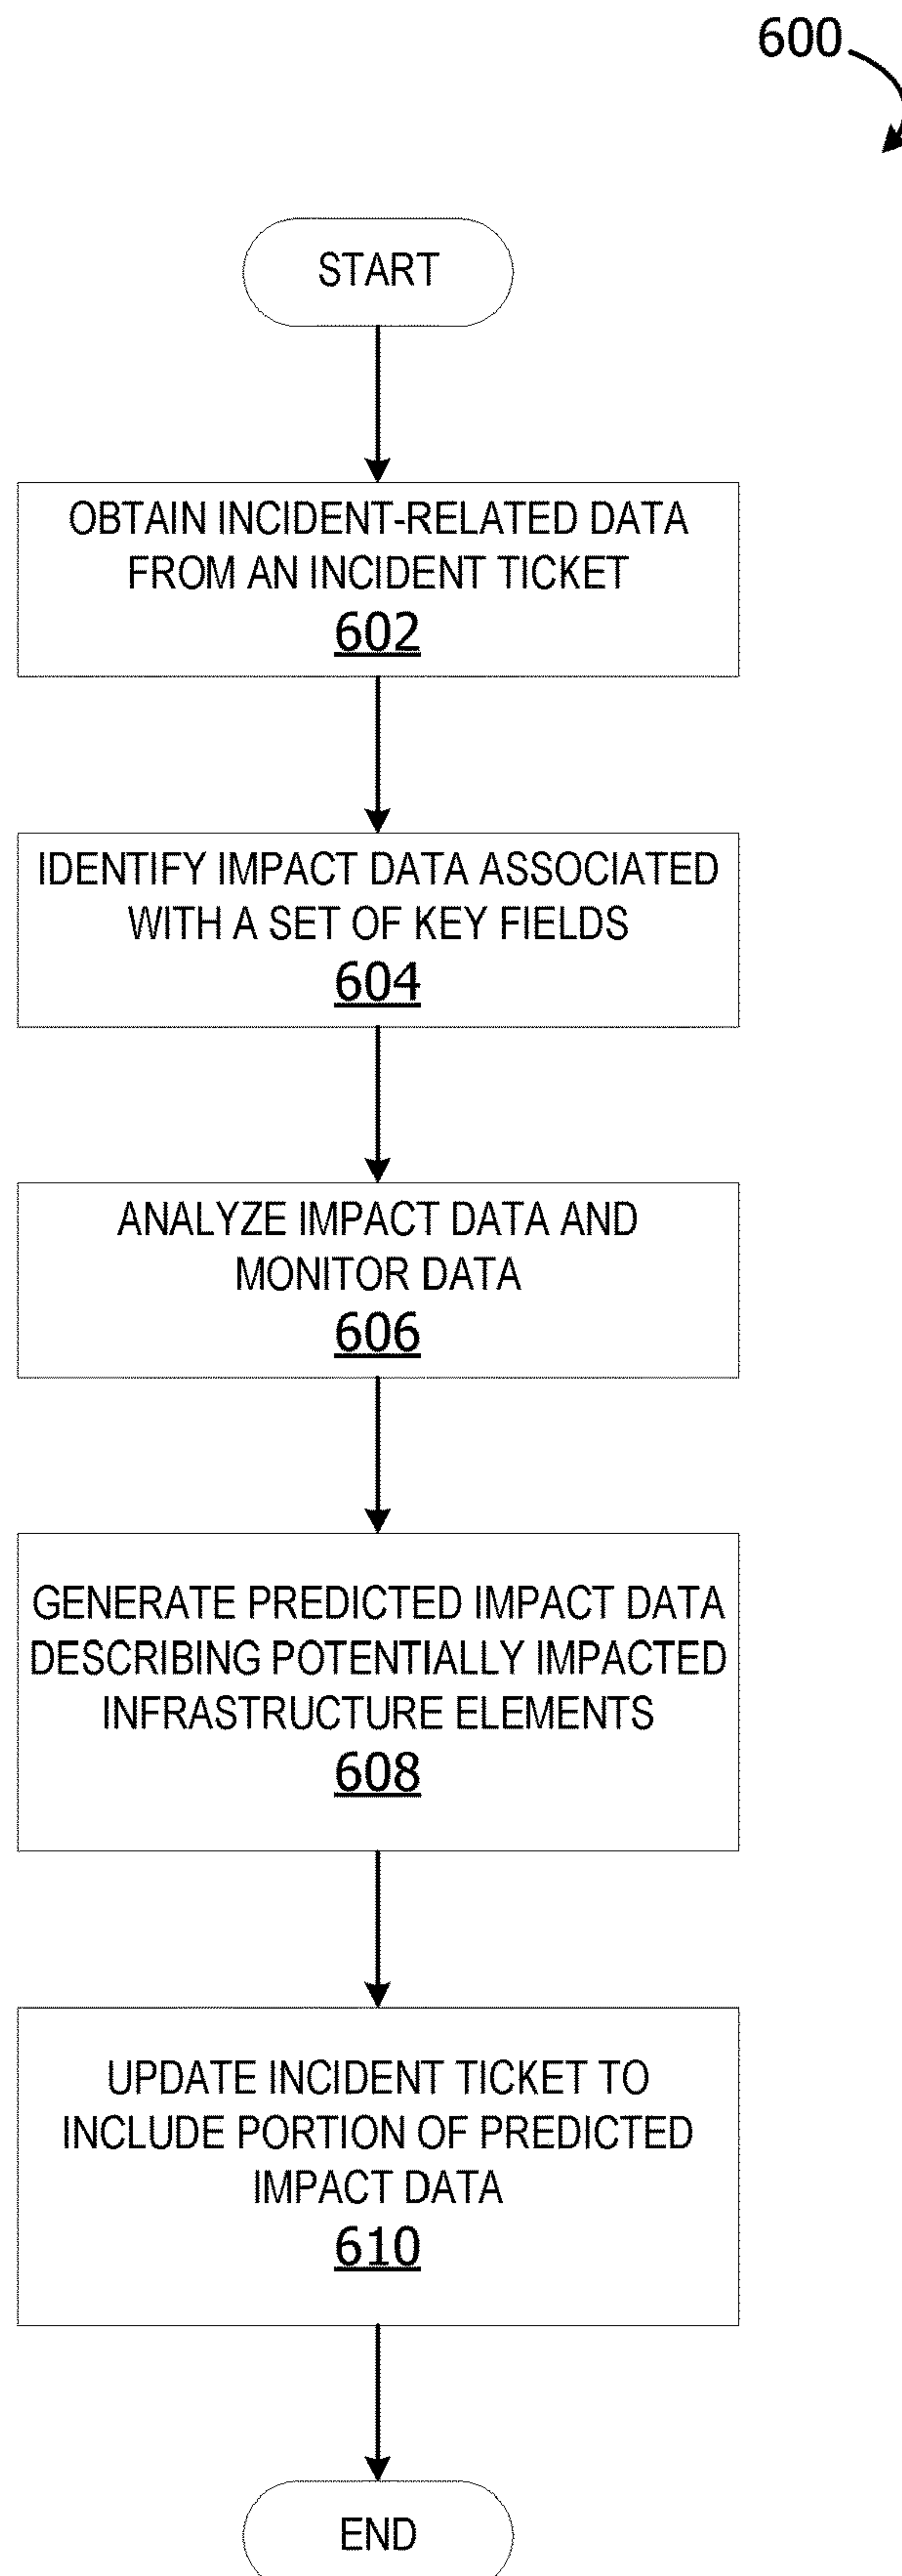 600
START
OBTAIN INCIDENT-RELATED DATA
FROM AN INCIDENT TICKET
602
IDENTIFY IMPACT DATA ASSOCIATED
WITH A SET OF KEY FIELDS
604
ANALYZE IMPACT DATA AND
MONITOR DATA
606
GENERATE PREDICTED IMPACT DATA
DESCRIBING POTENTIALLY IMPACTED
INFRASTRUCTURE ELEMENTS
608
UPDATE INCIDENT TICKET TO
INCLUDE PORTION OF PREDICTED
IMPACT DATA
610
END